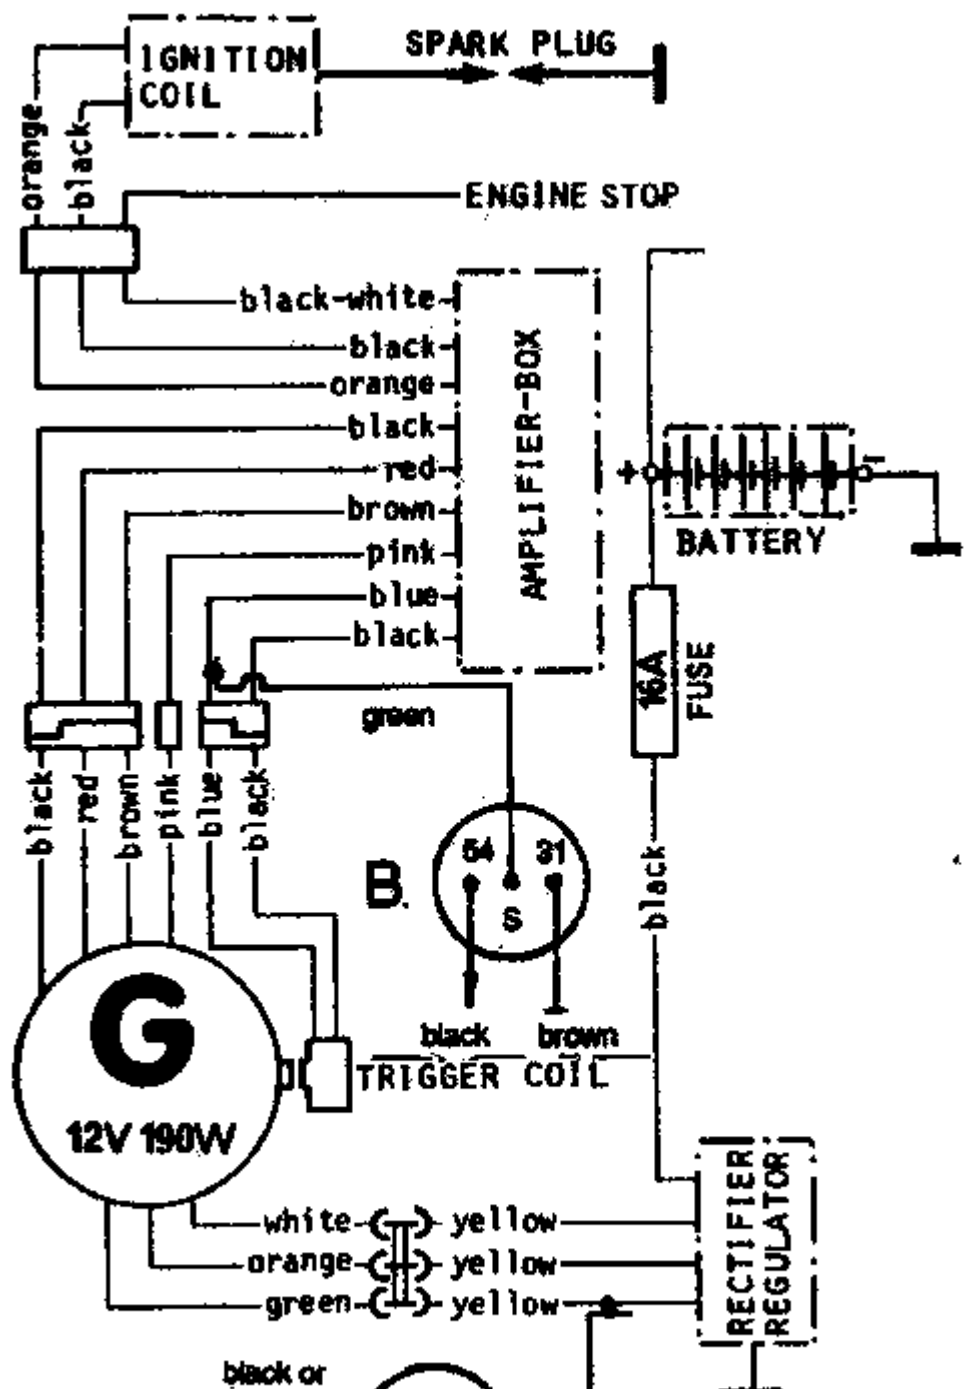 IGNITION
COIL
SPARK PLUG
orange
black
ENGINE STOP
black-white
black
orange
black
red
brown
pink
blue
black
AMPLIFIER-BOX
+
-
BATTERY
16A
FUSE
green
black
red
brown
pink
blue
black
B.
54
31
S
black
brown
black
G
12V 190W
TRIGGER COIL
white
yellow
orange
yellow
green
yellow
RECTIFIER
REGULATOR
black or